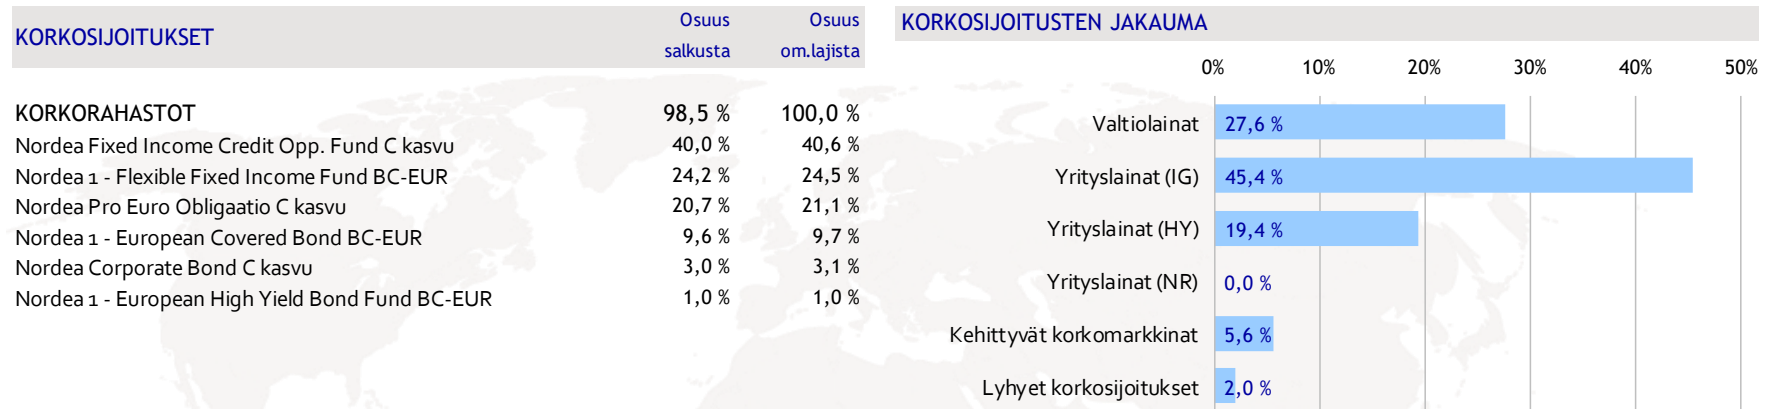 KORKOSIJOITUKSET
Osuus salkusta
Osuus om.lajista
KORKORAHASTOT 98,5 % 100,0 %
Nordea Fixed Income Credit Opp. Fund C kasvu 40,0 % 40,6 %
Nordea 1 - Flexible Fixed Income Fund BC-EUR 24,2 % 24,5 %
Nordea Pro Euro Obligaatio C kasvu 20,7 % 21,1 %
Nordea 1 - European Covered Bond BC-EUR 9,6 % 9,7 %
Nordea Corporate Bond C kasvu 3,0 % 3,1 %
Nordea 1 - European High Yield Bond Fund BC-EUR 1,0 % 1,0 %
KORKOSIJOITUSTEN JAKAUMA
0% 10% 20% 30% 40% 50%
Valtiolainat 27,6 %
Yrityslainat (IG) 45,4 %
Yrityslainat (HY) 19,4 %
Yrityslainat (NR) 0,0 %
Kehittyvät korkomarkkinat 5,6 %
Lyhyet korkosijoitukset 2,0 %